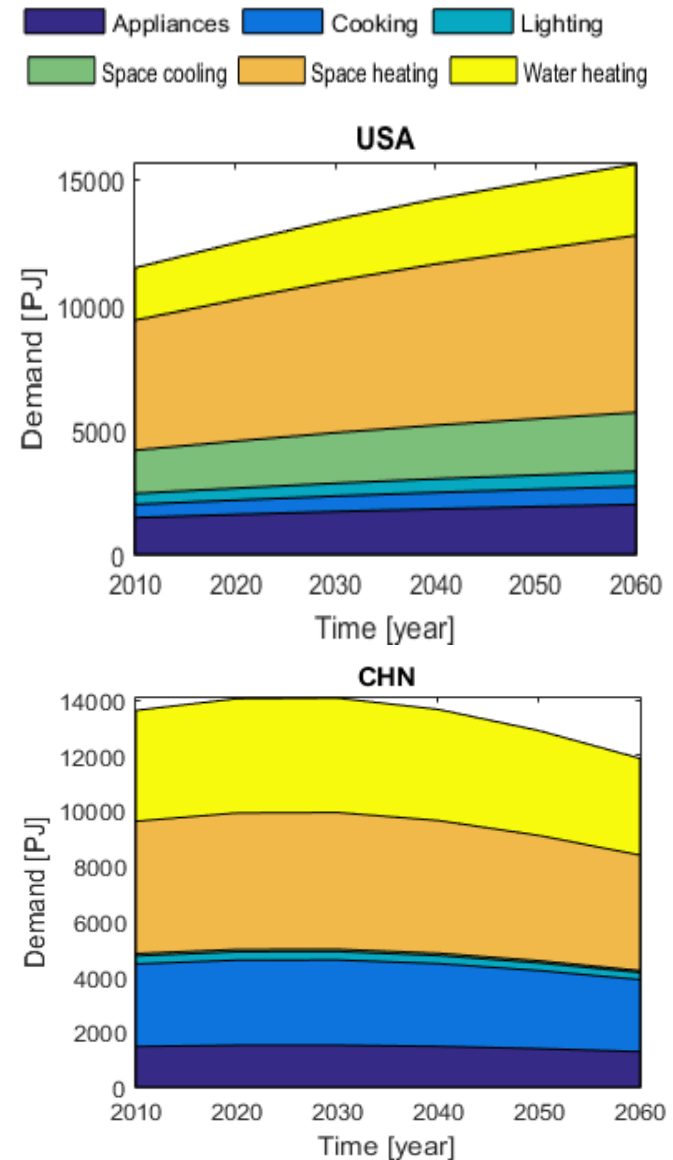 Appliances Cooking Lighting
Space cooling Space heating Water heating
USA
15000
10000
5000
0
Demand [PJ]
2010 2020 2030 2040 2050 2060
Time [year]
CHN
14000
12000
10000
8000
6000
4000
2000
0
Demand [PJ]
2010 2020 2030 2040 2050 2060
Time [year]